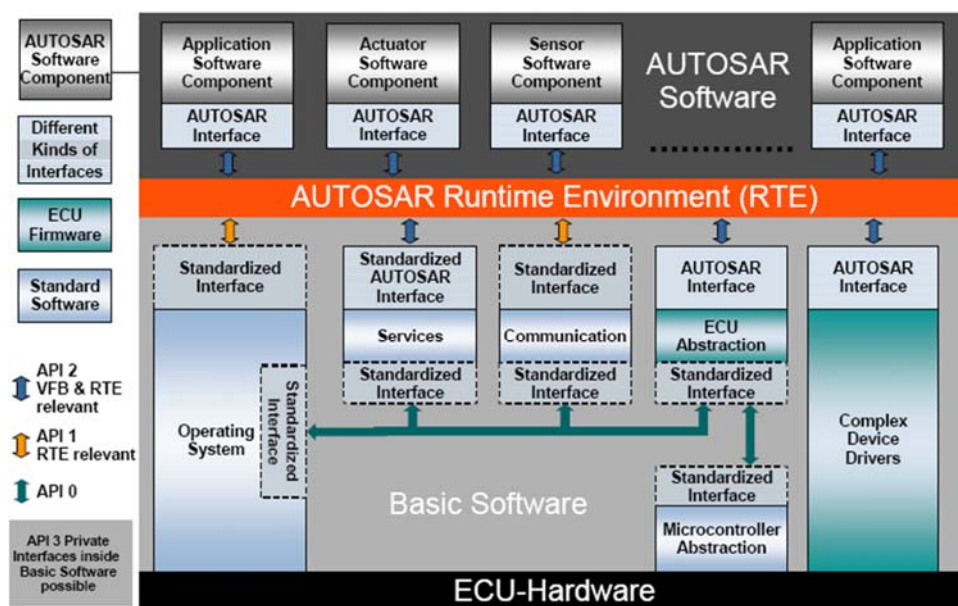 AUTOSAR
Software
Component
Different
Kinds of
Interfaces
ECU
Firmware
Standard
Software
API 2
VFB & RTE
relevant
API 1
RTE relevant
API 0
API 3 Private
Interfaces inside
Basic Software
possible
Application
Software
Component
AUTOSAR
Interface
Actuator
Software
Component
AUTOSAR
Interface
Sensor
Software
Component
AUTOSAR
Interface
AUTOSAR
Software
Application
Software
Component
AUTOSAR
Interface
AUTOSAR Runtime Environment (RTE)
Standardized
Interface
Operating
System
Standardized
Interface
Standardized
AUTOSAR
Interface
Services
Standardized
Interface
Standardized
Interface
Communication
Standardized
Interface
AUTOSAR
Interface
ECU
Abstraction
Standardized
Interface
Standardized
Interface
Microcontroller
Abstraction
AUTOSAR
Interface
Complex
Device
Drivers
Basic Software
ECU-Hardware